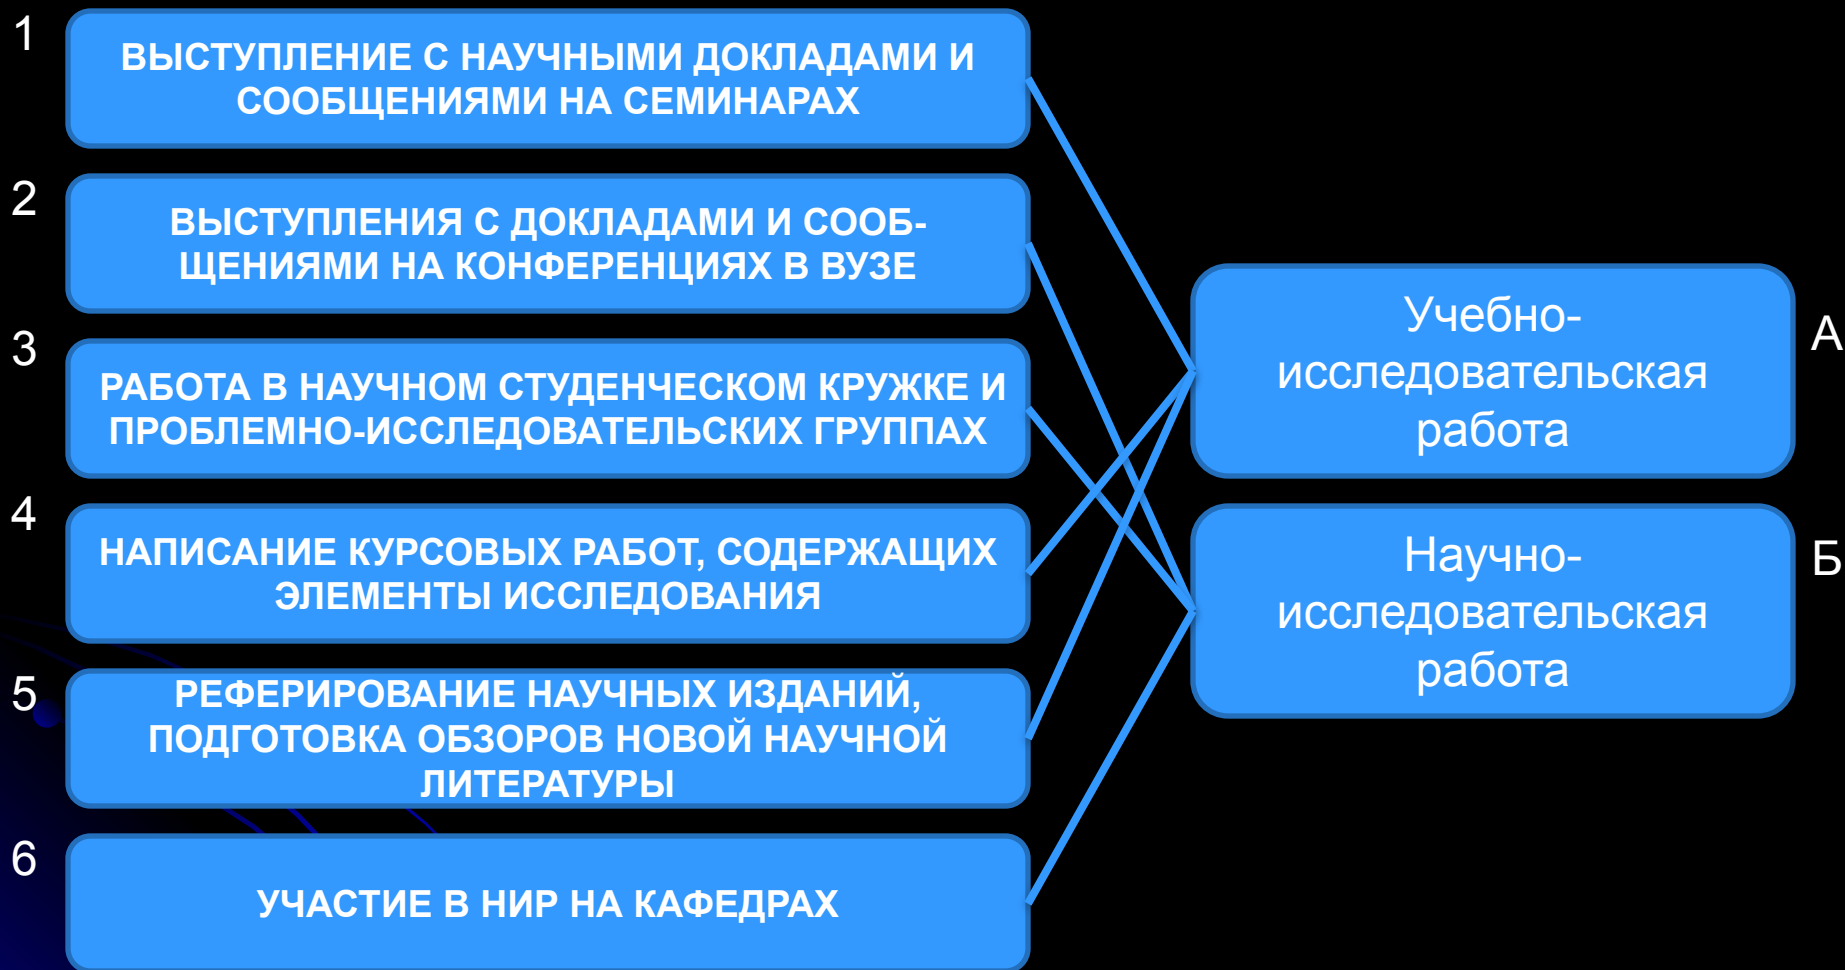 1
ВЫСТУПЛЕНИЕ С НАУЧНЫМИ ДОКЛАДАМИ И
СООБЩЕНИЯМИ НА СЕМИНАРАХ
2
ВЫСТУПЛЕНИЯ С ДОКЛАДАМИ И СООБ-
ЩЕНИЯМИ НА КОНФЕРЕНЦИЯХ В ВУЗЕ
3
РАБОТА В НАУЧНОМ СТУДЕНЧЕСКОМ КРУЖКЕ И
ПРОБЛЕМНО-ИССЛЕДОВАТЕЛЬСКИХ ГРУППАХ
4
НАПИСАНИЕ КУРСОВЫХ РАБОТ, СОДЕРЖАЩИХ
ЭЛЕМЕНТЫ ИССЛЕДОВАНИЯ
5
РЕФЕРИРОВАНИЕ НАУЧНЫХ ИЗДАНИЙ,
ПОДГОТОВКА ОБЗОРОВ НОВОЙ НАУЧНОЙ
ЛИТЕРАТУРЫ
6
УЧАСТИЕ В НИР НА КАФЕДРАХ
Учебно-
исследовательская
работа
А
Научно-
исследовательская
работа
Б